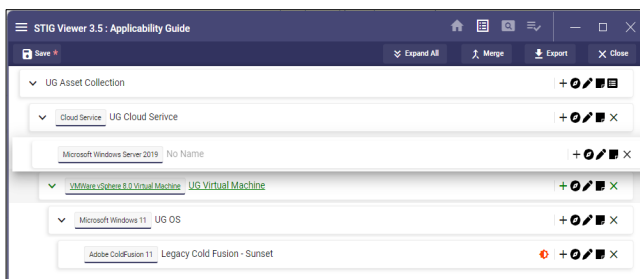 STIG Viewer 3.5 : Applicability Guide
Save * Expand All Merge Export Close
UG Asset Collection
Cloud Service UG Cloud Serivce
Microsoft Windows Server 2019 No Name
VMWare vSphere 8.0 Virtual Machine UG Virtual Machine
Microsoft Windows 11 UG OS
Adobe ColdFusion 11 Legacy Cold Fusion - Sunset